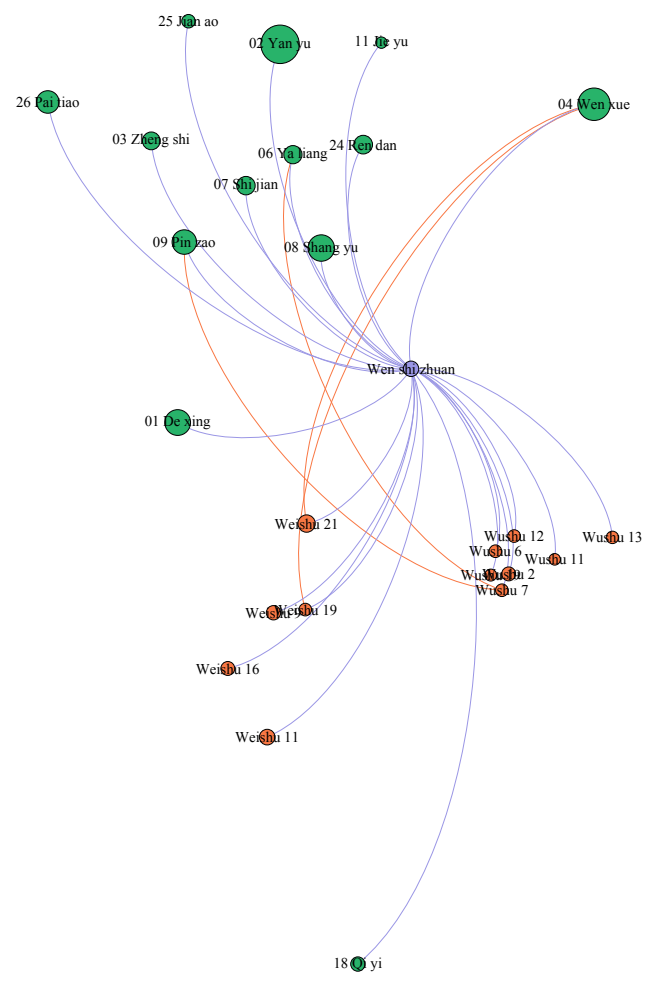 25 Jian ao
02 Yan yu
11 Jie yu
26 Pai tiao
04 Wen xue
03 Zheng shi
06 Ya liang
24 Ren dan
07 Shi jian
09 Pin zao
08 Shang yu
Wen shi zhuan
01 De xing
Weishu 21
Wushu 12
Wushu 13
Wushu 6
Wushu 11
Wushu 2
Wushu 7
Weishu 19
Weishu 16
Weishu 11
18 Qi yi